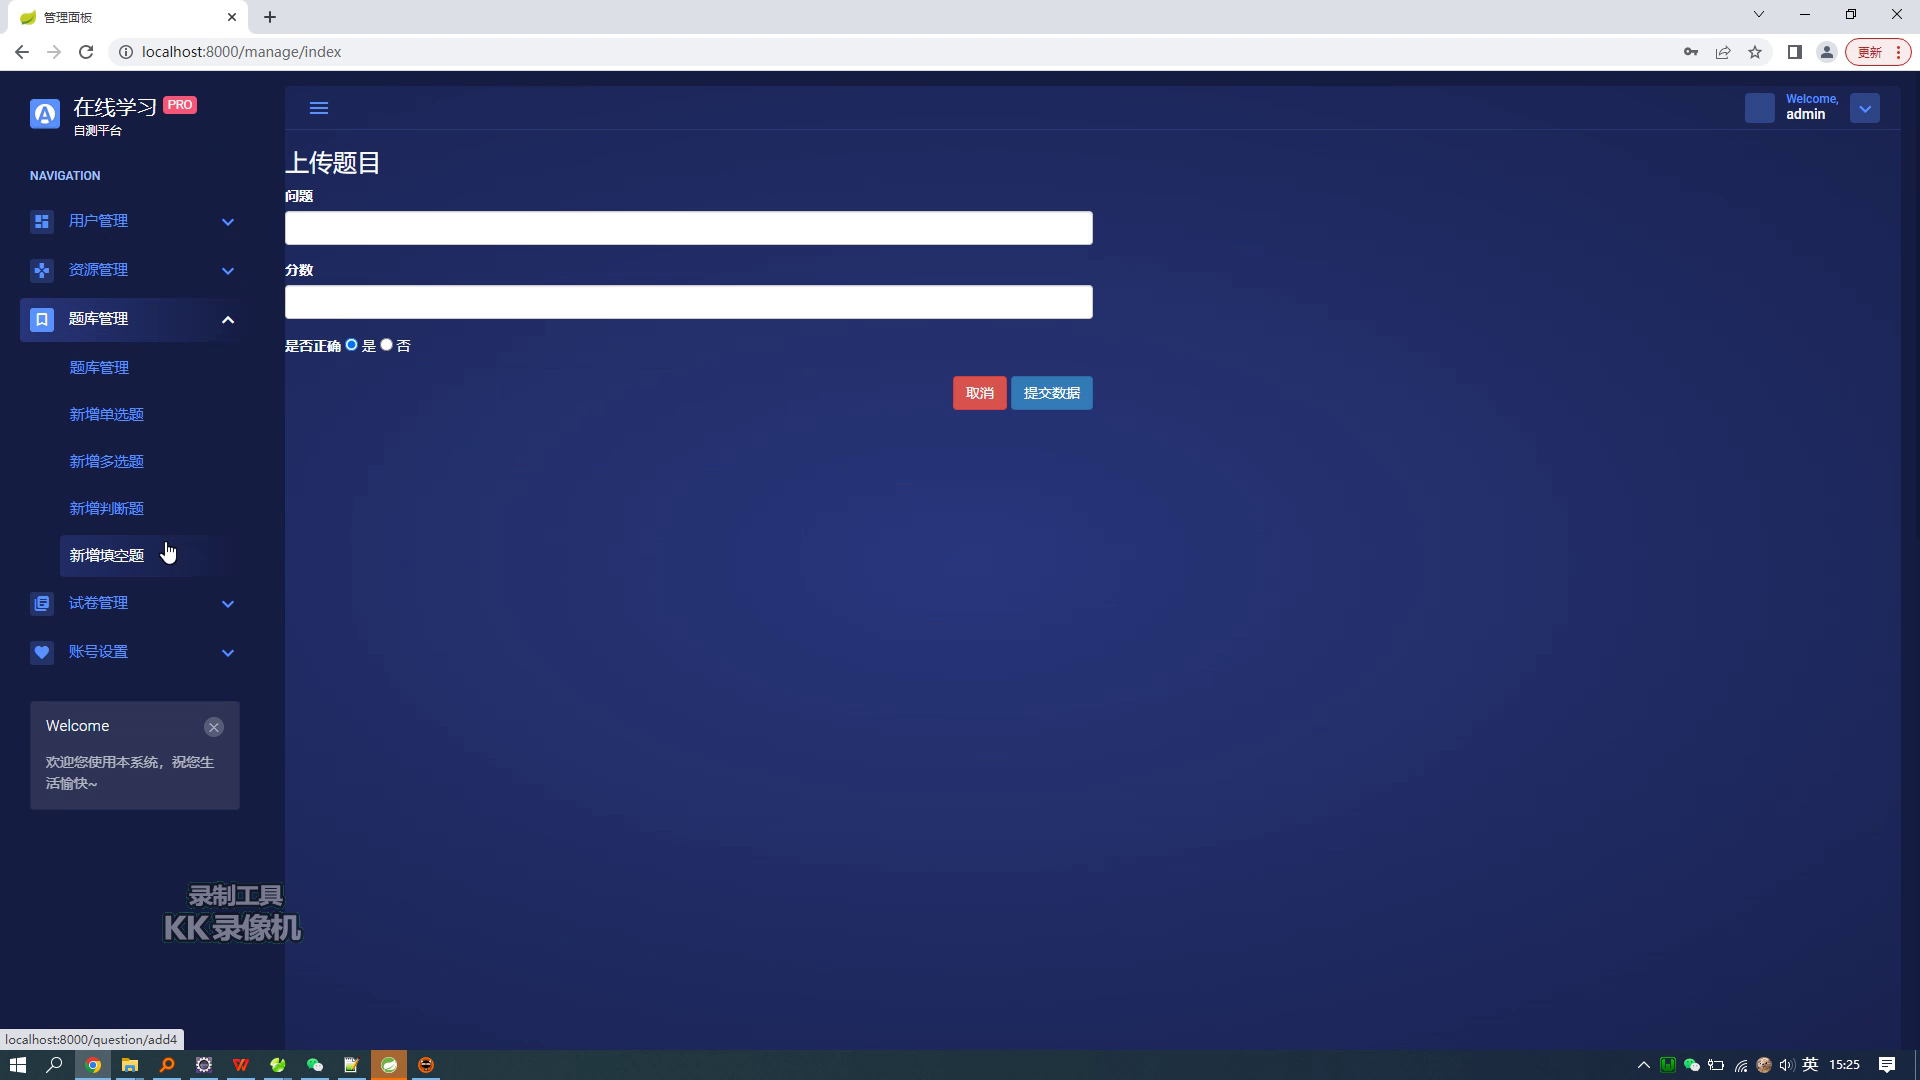 管理面板
localhost:8000/manage/index
更新
在线学习 PRO
自测平台
Welcome,
admin
NAVIGATION
用户管理
资源管理
题库管理
题库管理
新增单选题
新增多选题
新增判断题
新增填空题
试卷管理
账号设置
上传题目
问题
分数
是否正确 是 否
取消 提交数据
Welcome
欢迎您使用本系统，祝您生
活愉快~
录制工具
KK录像机
localhost:8000/question/add4
英 15:25